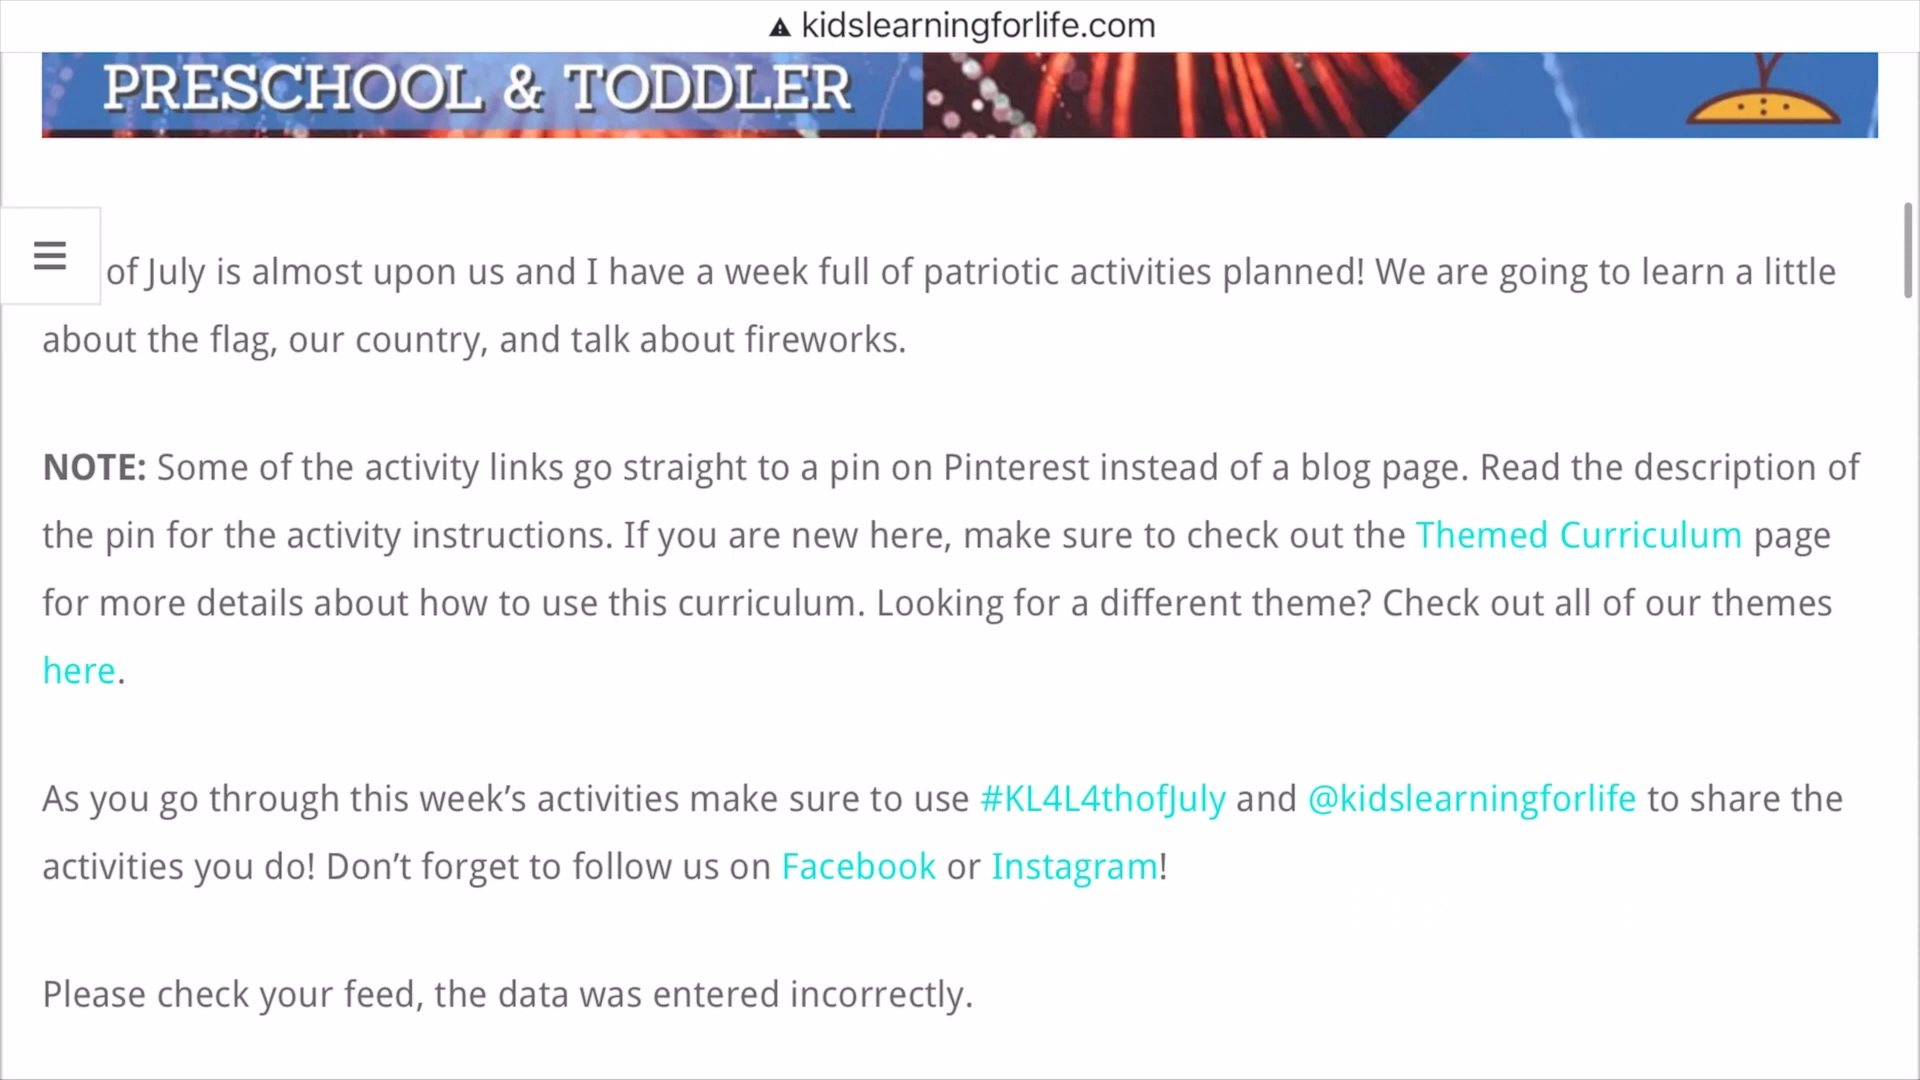 kidslearningforlife.com
PRESCHOOL & TODDLER
of July is almost upon us and I have a week full of patriotic activities planned! We are going to learn a little
about the flag, our country, and talk about fireworks.
NOTE: Some of the activity links go straight to a pin on Pinterest instead of a blog page. Read the description of
the pin for the activity instructions. If you are new here, make sure to check out the Themed Curriculum page
for more details about how to use this curriculum. Looking for a different theme? Check out all of our themes
here.
As you go through this week’s activities make sure to use #KL4L4thofJuly and @kidslearningforlife to share the
activities you do! Don’t forget to follow us on Facebook or Instagram!
Please check your feed, the data was entered incorrectly.